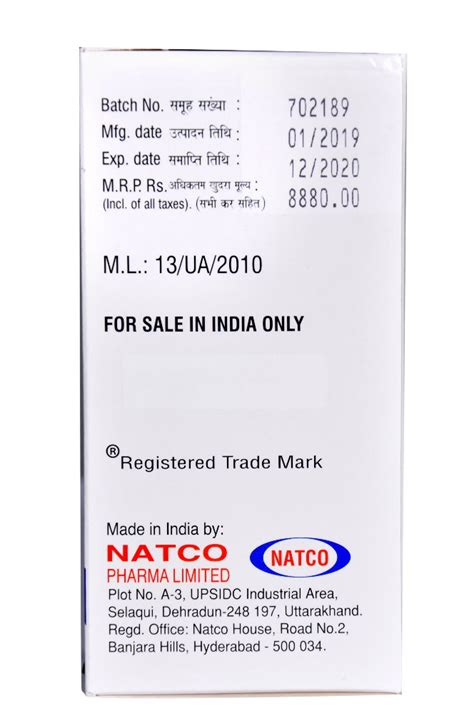 Batch No. समूह संख्या : 702189
Mfg. date उत्पादन तिथि : 01/2019
Exp. date समाप्ति तिथि : 12/2020
M.R.P. Rs. अधिकतम खुदरा मूल्य : 8880.00
(Incl. of all taxes). (सभी कर सहित)
M.L.: 13/UA/2010
FOR SALE IN INDIA ONLY
®Registered Trade Mark
Made in India by:
NATCO NATCO
PHARMA LIMITED
Plot No. A-3, UPSIDC Industrial Area,
Selaqui, Dehradun-248 197, Uttarakhand.
Regd. Office: Natco House, Road No.2,
Banjara Hills, Hyderabad - 500 034.